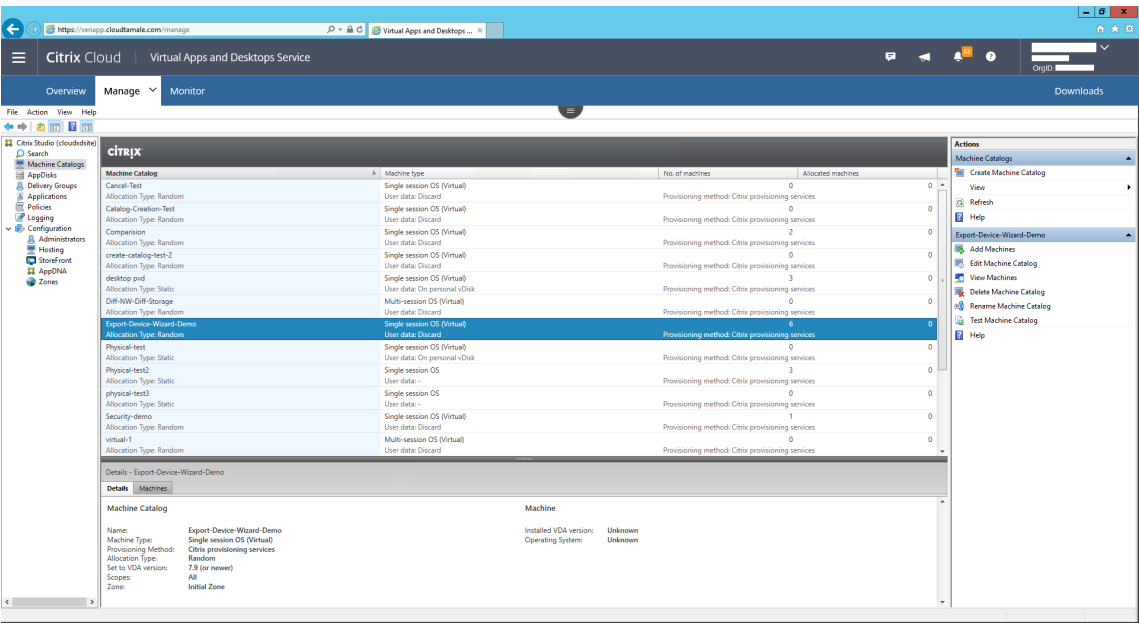 https://xenapp.cloudtamale.com/manage
Virtual Apps and Desktops ...
Citrix Cloud Virtual Apps and Desktops Service
OrgID:
Overview Manage Monitor Downloads
File Action View Help
Citrix Studio (cloudxdsite)
Search
Machine Catalogs
AppDisks
Delivery Groups
Applications
Policies
Logging
Configuration
Administrators
Hosting
StoreFront
AppDNA
Zones
CITRIX
Machine Catalog Machine type No. of machines Allocated machines
Cancel-Test Single session OS (Virtual) 0 0
Allocation Type: Random User data: Discard Provisioning method: Citrix provisioning services
Catalog-Creation-Test Single session OS (Virtual) 0 0
Allocation Type: Random User data: Discard Provisioning method: Citrix provisioning services
Comparision Single session OS (Virtual) 2 0
Allocation Type: Random User data: Discard Provisioning method: Citrix provisioning services
create-catalog-test-2 Single session OS (Virtual) 0 0
Allocation Type: Random User data: Discard Provisioning method: Citrix provisioning services
desktop pvd Single session OS (Virtual) 3 0
Allocation Type: Static User data: On personal vDisk Provisioning method: Citrix provisioning services
Diff-NW-Diff-Storage Multi-session OS (Virtual) 0 0
Allocation Type: Random User data: Discard Provisioning method: Citrix provisioning services
Export-Device-Wizard-Demo Single session OS (Virtual) 6 0
Allocation Type: Random User data: Discard Provisioning method: Citrix provisioning services
Physical-test Single session OS (Virtual) 0 0
Allocation Type: Static User data: On personal vDisk Provisioning method: Citrix provisioning services
Physical-test2 Single session OS 3 0
Allocation Type: Static User data: - Provisioning method: Citrix provisioning services
physical-test3 Single session OS 0 0
Allocation Type: Static User data: - Provisioning method: Citrix provisioning services
Security-demo Single session OS (Virtual) 1 0
Allocation Type: Random User data: Discard Provisioning method: Citrix provisioning services
virtual-1 Multi-session OS (Virtual) 0 0
Allocation Type: Random User data: Discard Provisioning method: Citrix provisioning services
Details - Export-Device-Wizard-Demo
Details Machines
Machine Catalog
Name: Export-Device-Wizard-Demo
Machine Type: Single session OS (Virtual)
Provisioning Method: Citrix provisioning services
Allocation Type: Random
Set to VDA version: 7.9 (or newer)
Scopes: All
Zone: Initial Zone
Machine
Installed VDA version: Unknown
Operating System: Unknown
Actions
Machine Catalogs
Create Machine Catalog
View
Refresh
Help
Export-Device-Wizard-Demo
Add Machines
Edit Machine Catalog
View Machines
Delete Machine Catalog
Rename Machine Catalog
Test Machine Catalog
Help